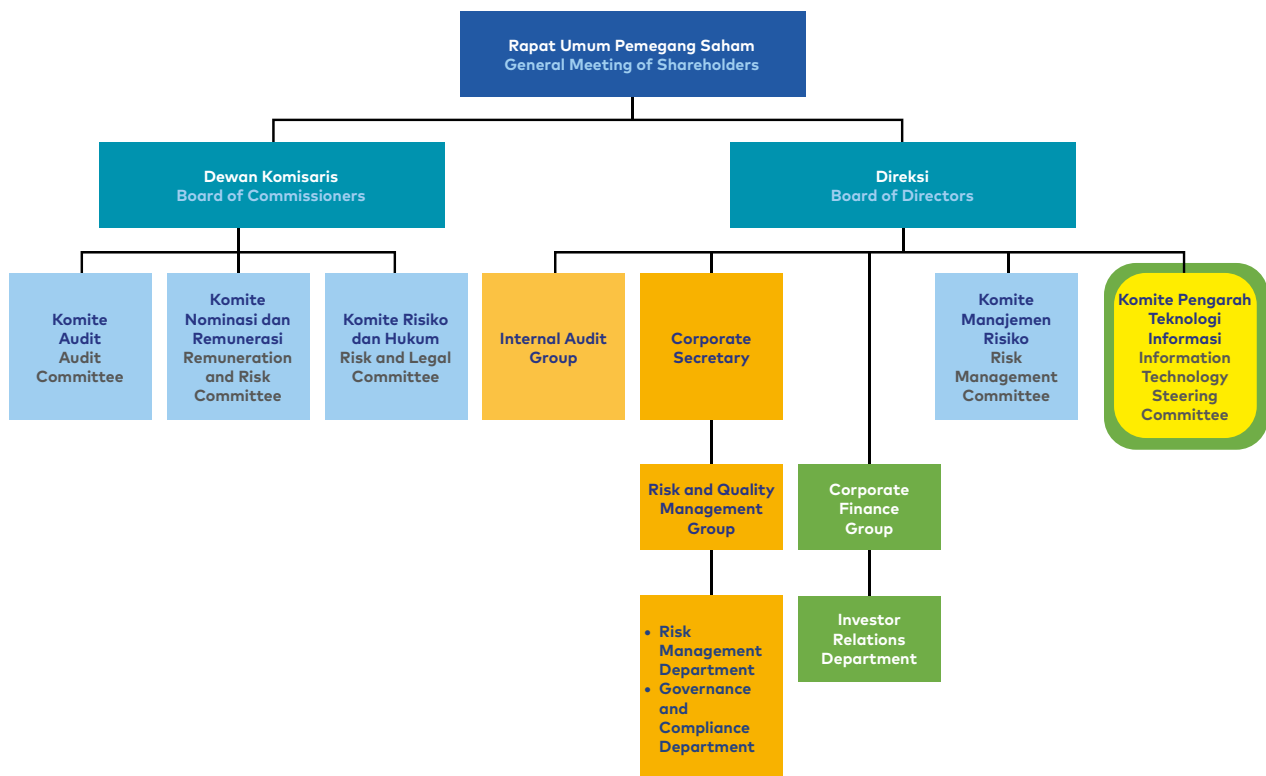 Rapat Umum Pemegang Saham
General Meeting of Shareholders
Dewan Komisaris
Board of Commissioners
Direksi
Board of Directors
Komite
Audit
Audit
Committee
Komite
Nominasi dan
Remunerasi
Remuneration
and Risk
Committee
Komite Risiko
dan Hukum
Risk and Legal
Committee
Internal Audit
Group
Corporate
Secretary
Komite
Manajemen
Risiko
Risk
Management
Committee
Komite Pengarah
Teknologi
Informasi
Information
Technology
Steering
Committee
Risk and Quality
Management
Group
Corporate
Finance
Group
• Risk
Management
Department
• Governance
and
Compliance
Department
Investor
Relations
Department